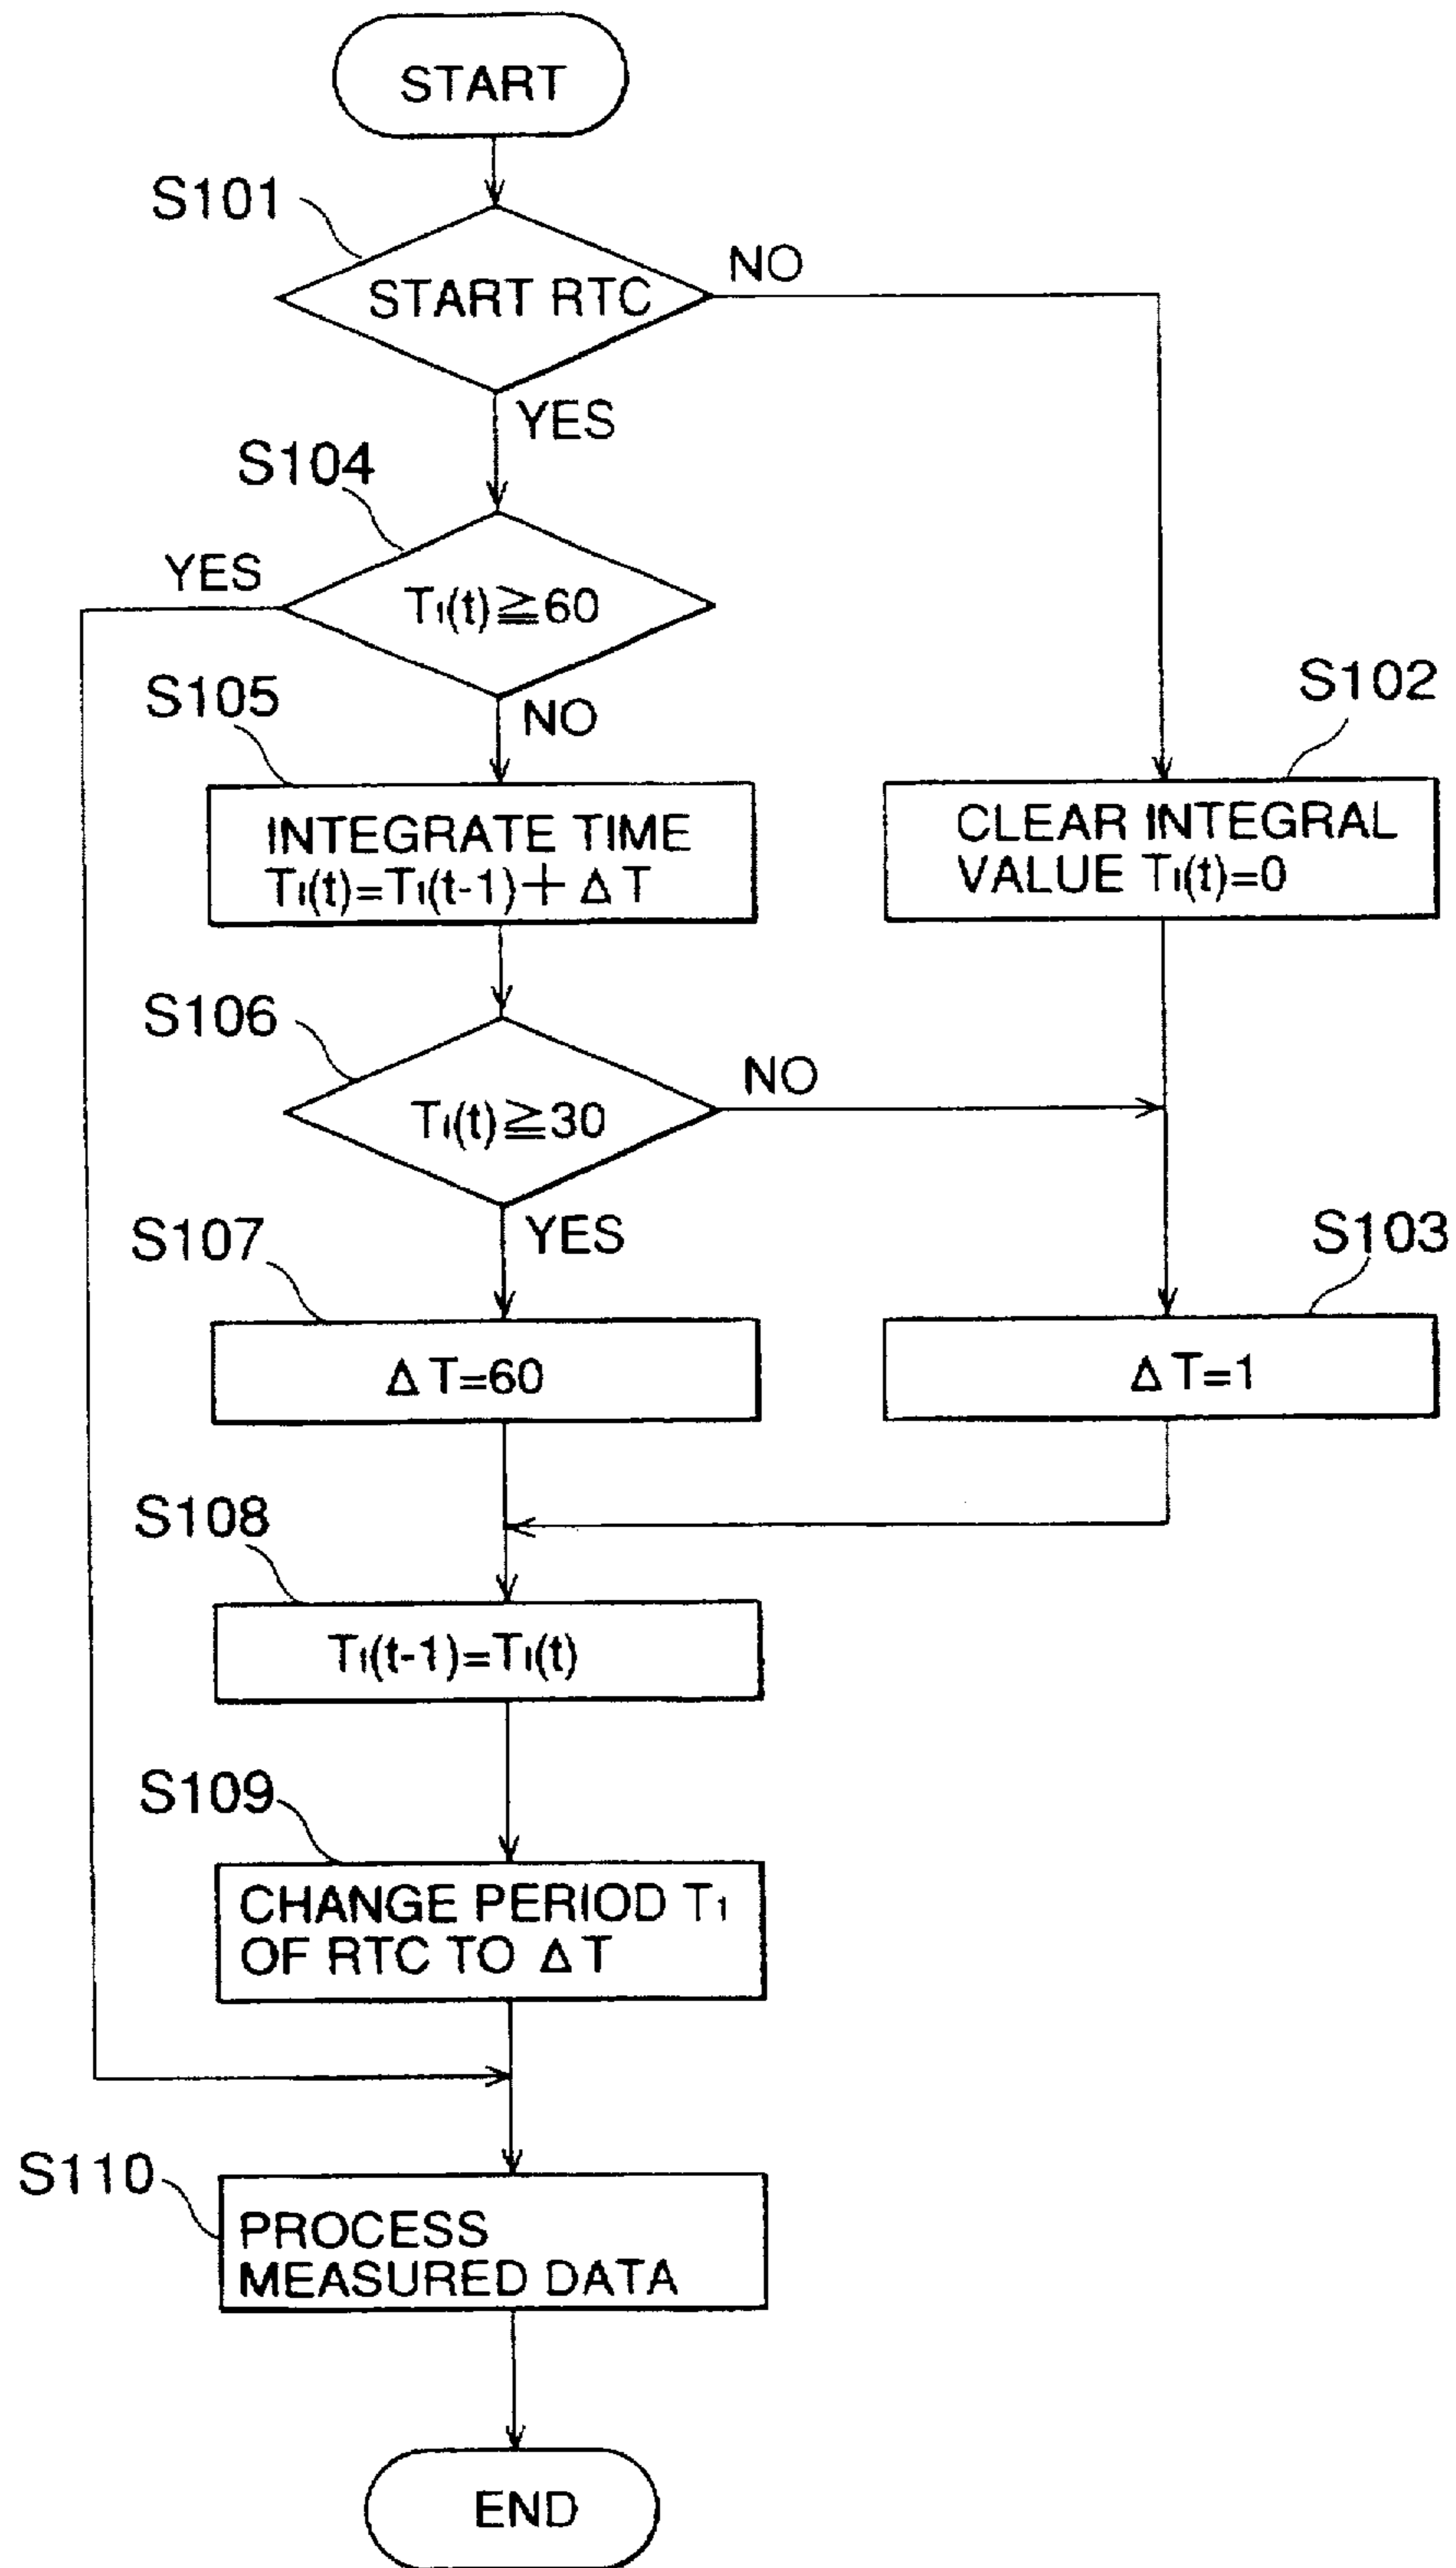 START
S101
START RTC
NO
YES
S104
YES
T₁(t)≧60
NO
S105
INTEGRATE TIME
T₁(t)=T₁(t-1)+ΔT
S102
CLEAR INTEGRAL
VALUE T₁(t)=0
S106
T₁(t)≧30
NO
YES
S107
ΔT=60
S103
ΔT=1
S108
T₁(t-1)=T₁(t)
S109
CHANGE PERIOD T₁
OF RTC TO ΔT
S110
PROCESS
MEASURED DATA
END